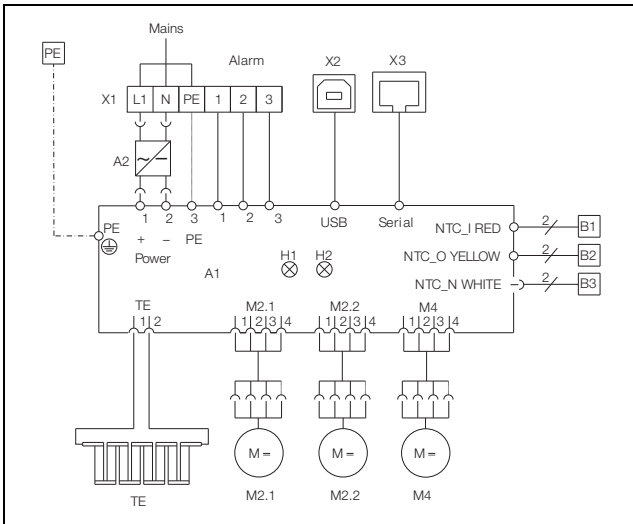 Mains
PE
Alarm
X2
X3
X1
L1 N PE 1 2 3
A2
1 2 3 1 2 3
USB
Serial
PE
+ – PE
Power
A1
H1
H2
NTC_I RED
2
B1
NTC_O YELLOW
2
B2
NTC_N WHITE
2
B3
TE
1 2
M2.1
1 2 3 4
M2.2
1 2 3 4
M4
1 2 3 4
M =
M =
M =
TE
M2.1
M2.2
M4